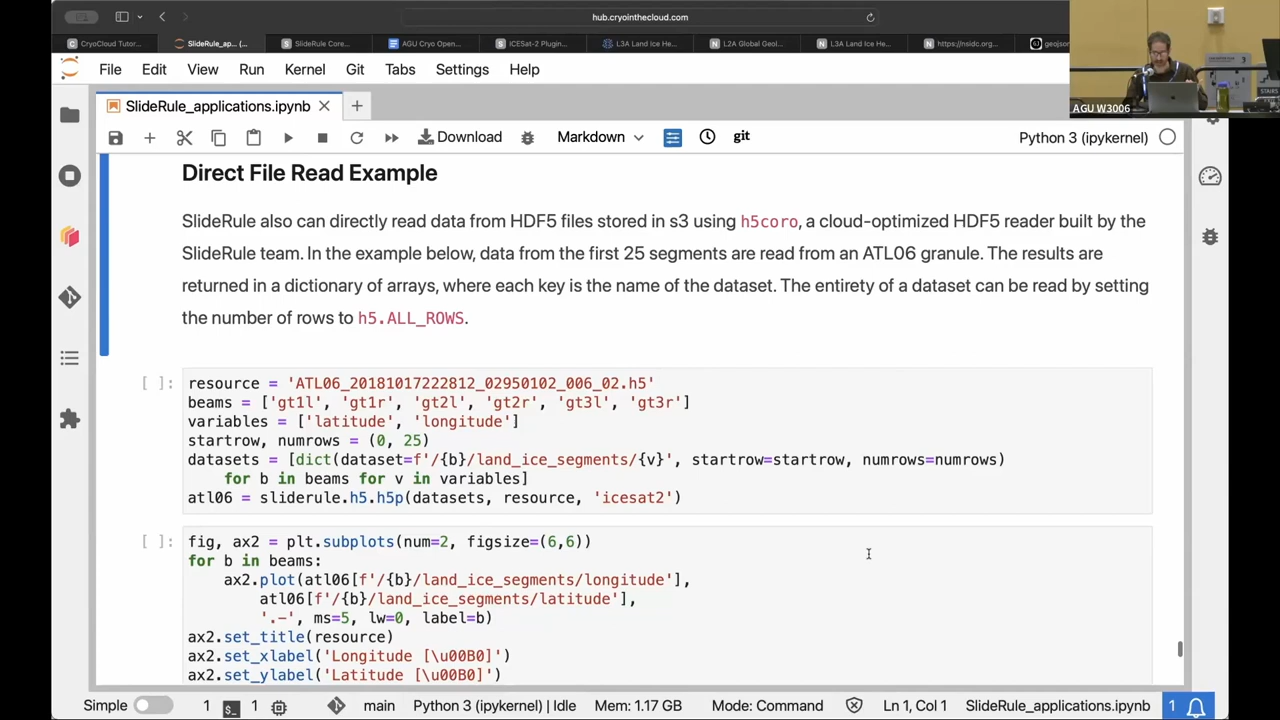 hub.cryointhecloud.com
CryoCloud Tutor...
SlideRule_ap... (...
SlideRule Core...
AGU Cryo Open...
ICESat-2 Plugin...
L3A Land Ice He...
L2A Global Geol...
L3A Land Ice He...
https://nsidc.org...
geojson
AGU W3006
STAIRS
File Edit View Run Kernel Git Tabs Settings Help
SlideRule_applications.ipynb
Download
Markdown
git
Python 3 (ipykernel)
Direct File Read Example
SlideRule also can directly read data from HDF5 files stored in s3 using h5coro, a cloud-optimized HDF5 reader built by the
SlideRule team. In the example below, data from the first 25 segments are read from an ATL06 granule. The results are
returned in a dictionary of arrays, where each key is the name of the dataset. The entirety of a dataset can be read by setting
the number of rows to h5.ALL_ROWS.
[ ]: resource = 'ATL06_20181017222812_02950102_006_02.h5'
beams = ['gt1l', 'gt1r', 'gt2l', 'gt2r', 'gt3l', 'gt3r']
variables = ['latitude', 'longitude']
startrow, numrows = (0, 25)
datasets = [dict(dataset=f'/{b}/land_ice_segments/{v}', startrow=startrow, numrows=numrows)
for b in beams for v in variables]
atl06 = sliderule.h5.h5p(datasets, resource, 'icesat2')
[ ]: fig, ax2 = plt.subplots(num=2, figsize=(6,6))
for b in beams:
ax2.plot(atl06[f'/{b}/land_ice_segments/longitude'],
atl06[f'/{b}/land_ice_segments/latitude'],
'.-', ms=5, lw=0, label=b)
ax2.set_title(resource)
ax2.set_xlabel('Longitude [\u00B0]')
ax2.set_ylabel('Latitude [\u00B0]')
Simple 1 $_ 1 main Python 3 (ipykernel) | Idle Mem: 1.17 GB Mode: Command Ln 1, Col 1 SlideRule_applications.ipynb 1